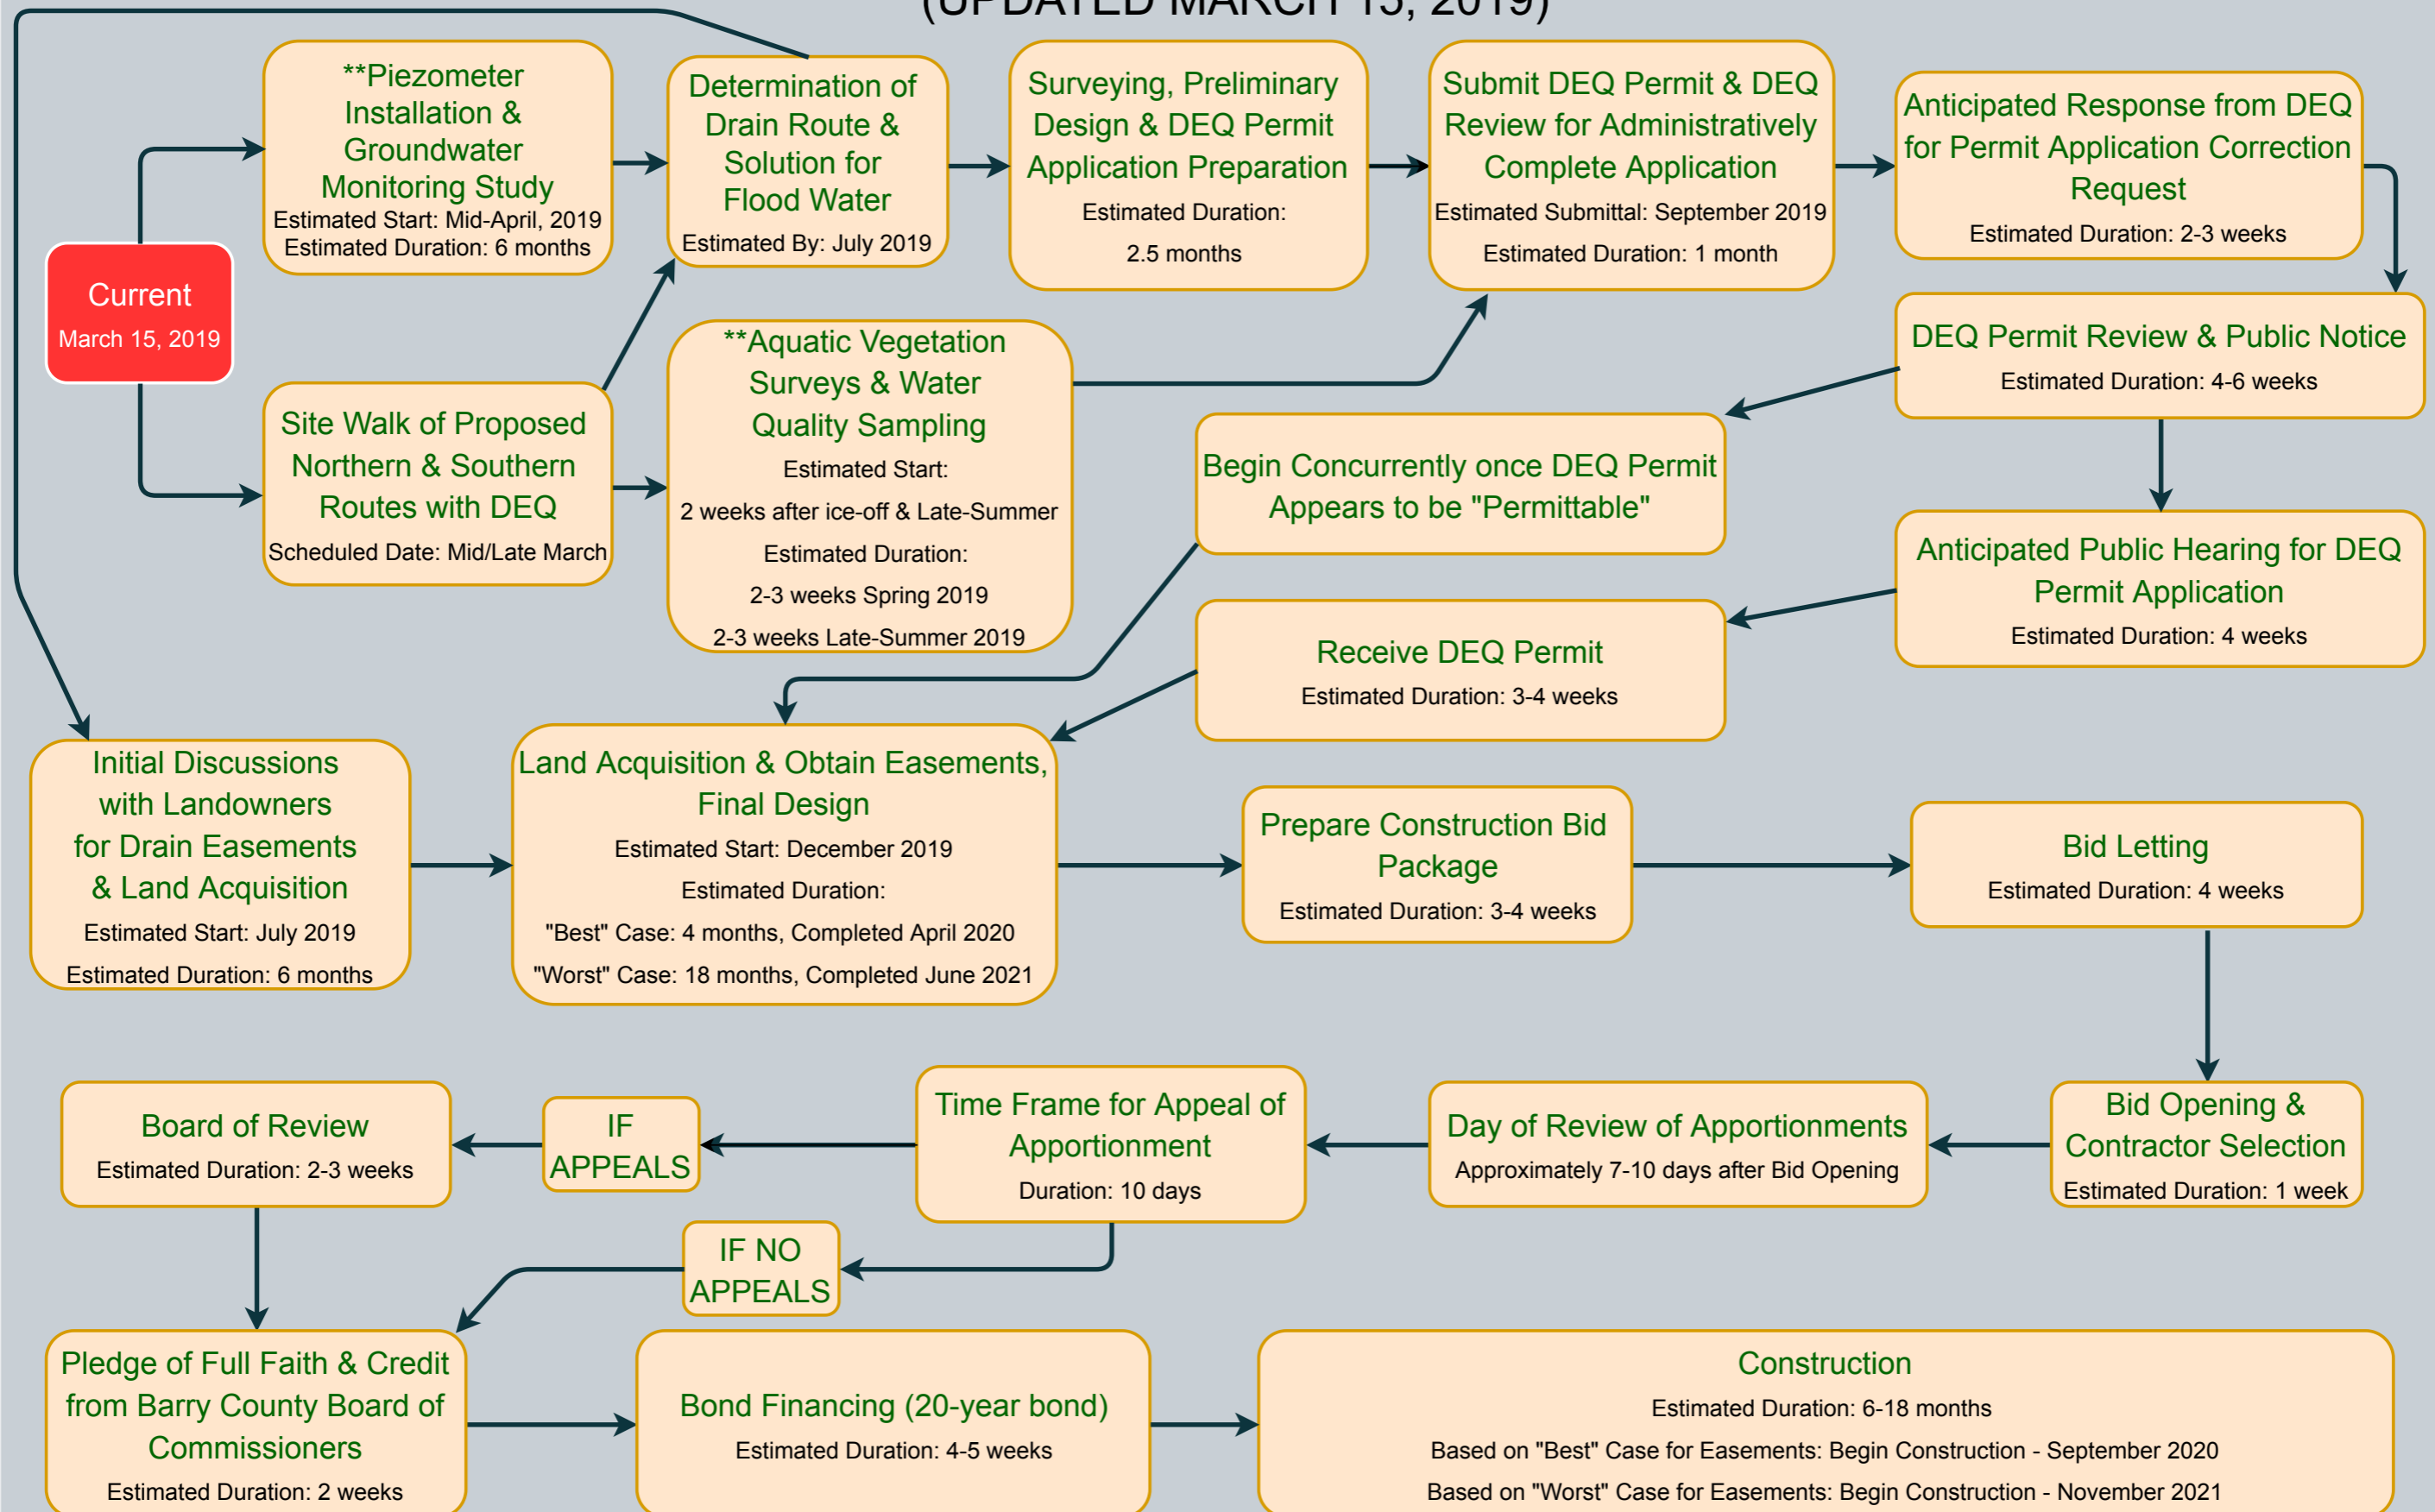 (UPDATED MARCH 15, 2019)
**Piezometer
Installation &
Groundwater
Monitoring Study
Estimated Start: Mid-April, 2019
Estimated Duration: 6 months
Determination of
Drain Route &
Solution for
Flood Water
Estimated By: July 2019
Surveying, Preliminary
Design & DEQ Permit
Application Preparation
Estimated Duration:
2.5 months
Submit DEQ Permit & DEQ
Review for Administratively
Complete Application
Estimated Submittal: September 2019
Estimated Duration: 1 month
Anticipated Response from DEQ
for Permit Application Correction
Request
Estimated Duration: 2-3 weeks
Current
March 15, 2019
DEQ Permit Review & Public Notice
Estimated Duration: 4-6 weeks
Site Walk of Proposed
Northern & Southern
Routes with DEQ
Scheduled Date: Mid/Late March
**Aquatic Vegetation
Surveys & Water
Quality Sampling
Estimated Start:
2 weeks after ice-off & Late-Summer
Estimated Duration:
2-3 weeks Spring 2019
2-3 weeks Late-Summer 2019
Begin Concurrently once DEQ Permit
Appears to be "Permittable"
Anticipated Public Hearing for DEQ
Permit Application
Estimated Duration: 4 weeks
Receive DEQ Permit
Estimated Duration: 3-4 weeks
Initial Discussions
with Landowners
for Drain Easements
& Land Acquisition
Estimated Start: July 2019
Estimated Duration: 6 months
Land Acquisition & Obtain Easements,
Final Design
Estimated Start: December 2019
Estimated Duration:
"Best" Case: 4 months, Completed April 2020
"Worst" Case: 18 months, Completed June 2021
Prepare Construction Bid
Package
Estimated Duration: 3-4 weeks
Bid Letting
Estimated Duration: 4 weeks
Bid Opening &
Contractor Selection
Estimated Duration: 1 week
Day of Review of Apportionments
Approximately 7-10 days after Bid Opening
Time Frame for Appeal of
Apportionment
Duration: 10 days
IF
APPEALS
Board of Review
Estimated Duration: 2-3 weeks
IF NO
APPEALS
Pledge of Full Faith & Credit
from Barry County Board of
Commissioners
Estimated Duration: 2 weeks
Bond Financing (20-year bond)
Estimated Duration: 4-5 weeks
Construction
Estimated Duration: 6-18 months
Based on "Best" Case for Easements: Begin Construction - September 2020
Based on "Worst" Case for Easements: Begin Construction - November 2021